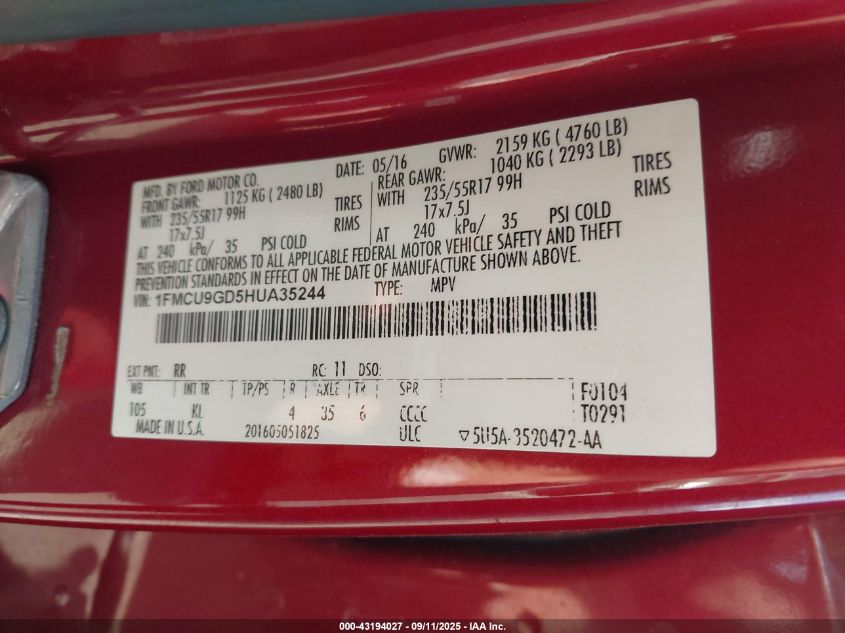 MFD. BY FORD MOTOR CO. DATE: 05/16 GVWR: 2159 KG ( 4760 LB)
FRONT GAWR: 1125 KG ( 2480 LB) REAR GAWR: 1040 KG ( 2293 LB)
WITH 235/55R17 99H TIRES WITH 235/55R17 99H TIRES
17x7.5J RIMS 17x7.5J RIMS
AT 240 kPa/ 35 PSI COLD AT 240 kPa/ 35 PSI COLD
THIS VEHICLE CONFORMS TO ALL APPLICABLE FEDERAL MOTOR VEHICLE SAFETY AND THEFT
PREVENTION STANDARDS IN EFFECT ON THE DATE OF MANUFACTURE SHOWN ABOVE.
VIN: 1FMCU9GD5HUA35244 TYPE: MPV
EXT PNT: RR RC: 11 DSO:
WB INT TR TP/PS R AXLE TR SPR F0104
105 KL 4 35 6 CCCC T0291
MADE IN U.S.A. 201605051825 ULC ▽5U5A-3520472-AA
000-43194027 - 09/11/2025 - IAA Inc.